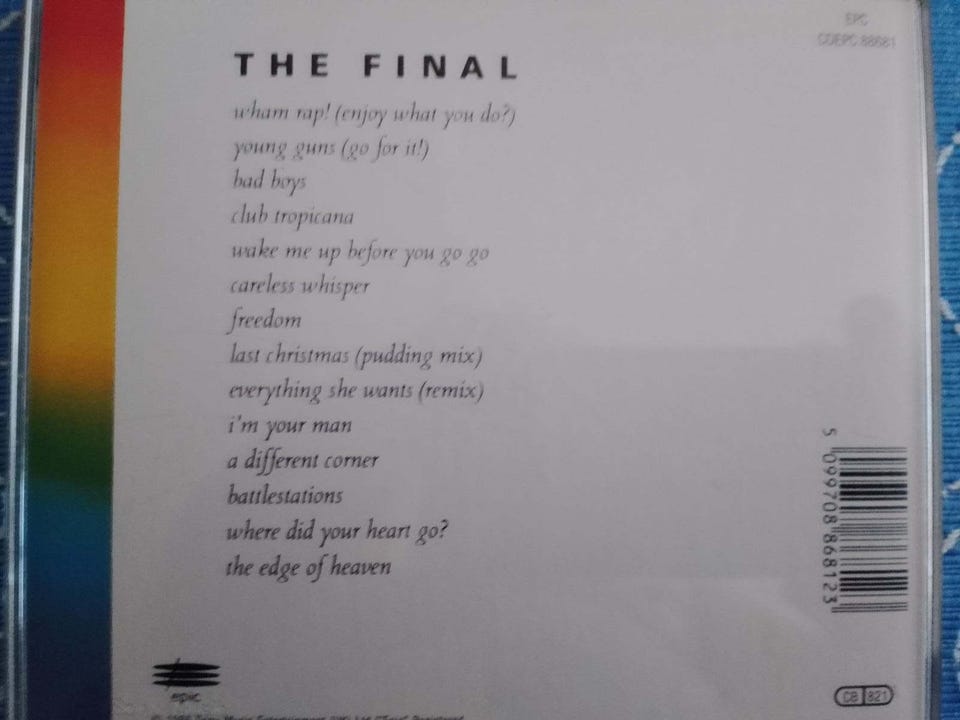 EPC
CDEPC 88681
THE FINAL
wham rap! (enjoy what you do?)
young guns (go for it!)
bad boys
club tropicana
wake me up before you go go
careless whisper
freedom
last christmas (pudding mix)
everything she wants (remix)
i'm your man
a different corner
battlestations
where did your heart go?
the edge of heaven
5 099708 868123
epic
CB 821